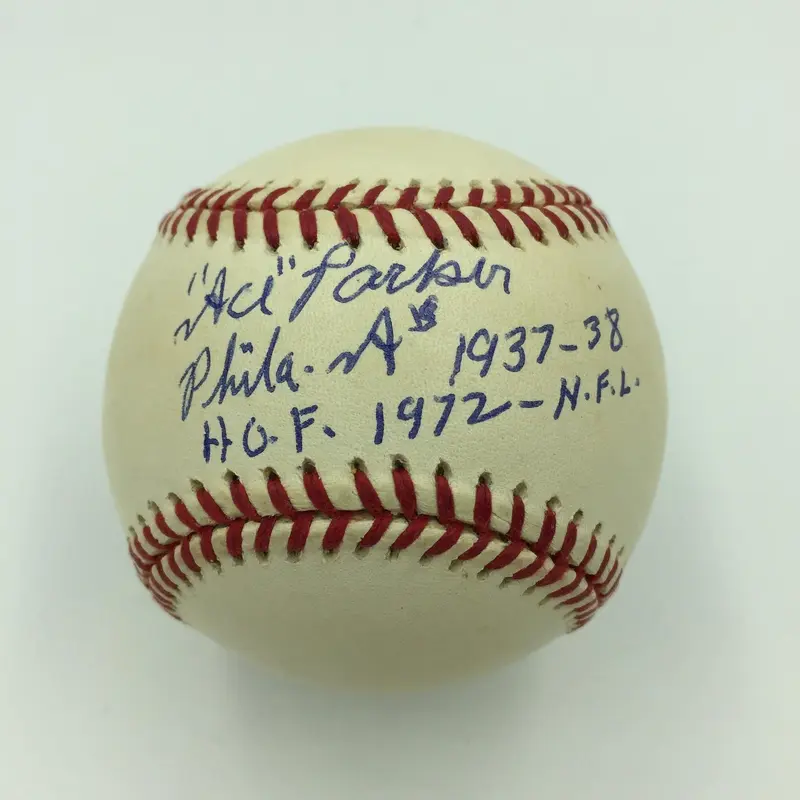 "Ace" Parker
Phila. A's 1937-38
H O.F. 1972-N.F.L.